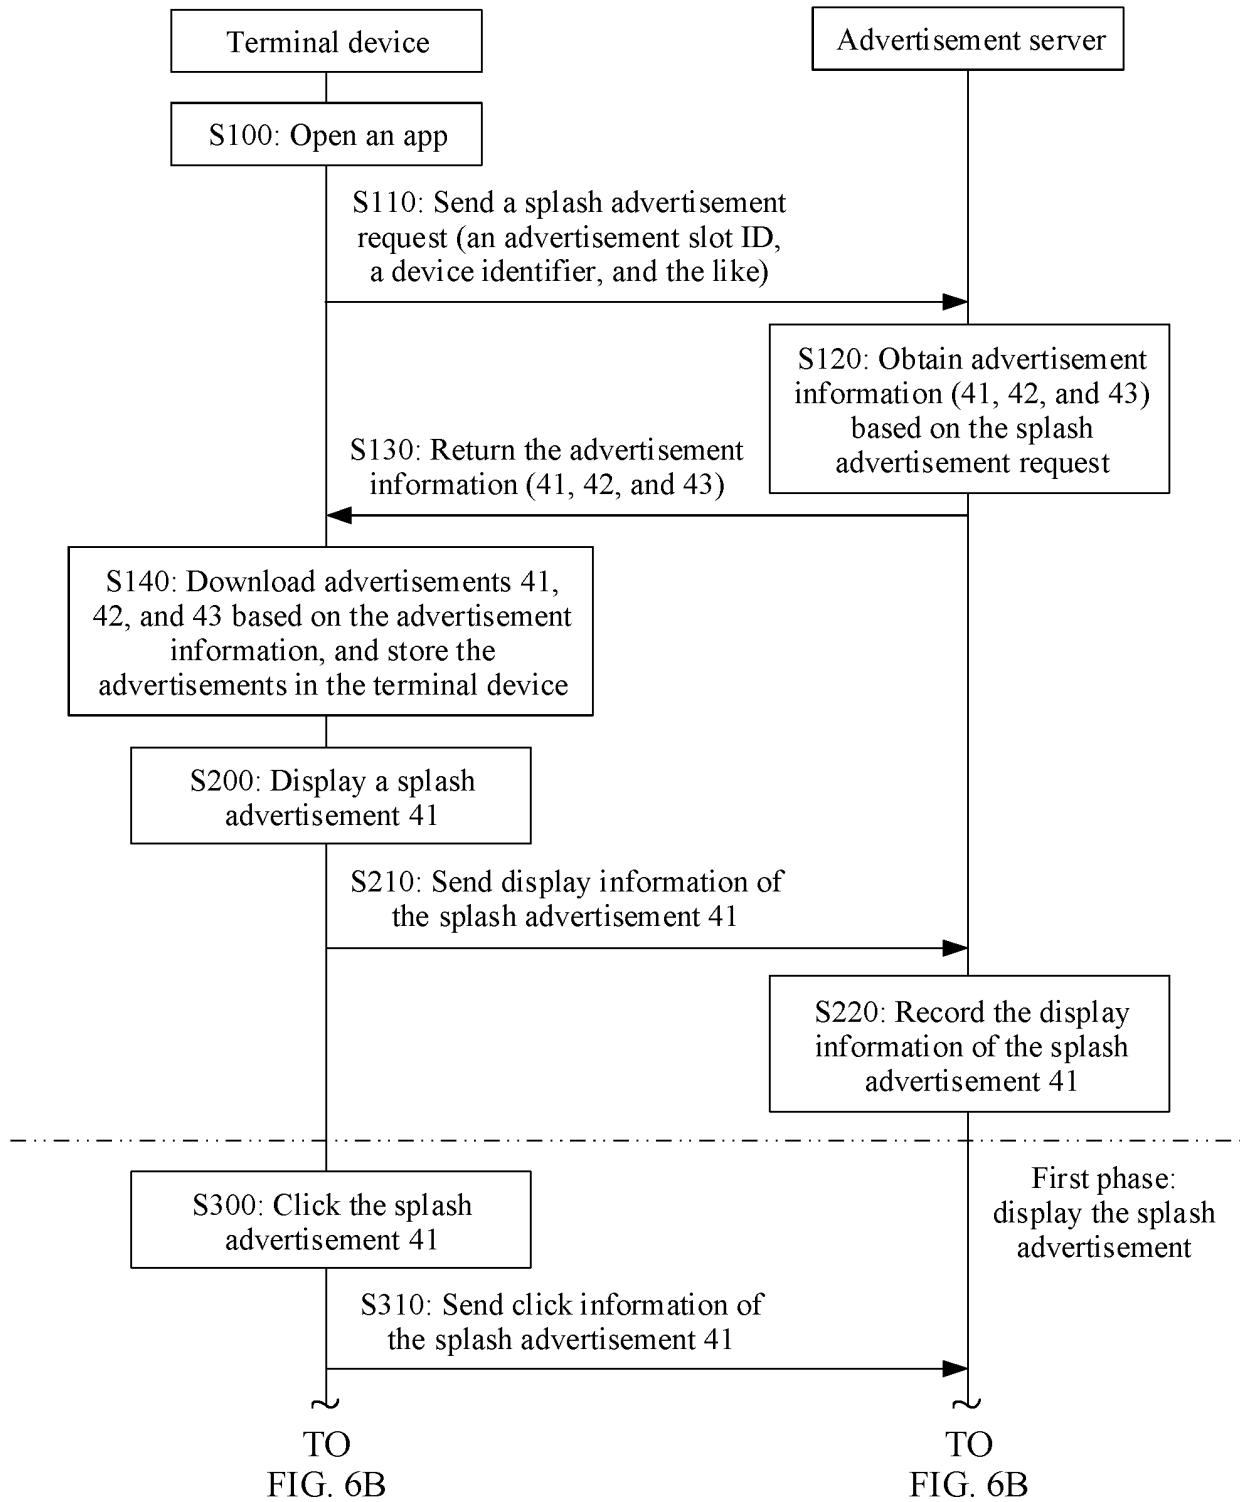 Terminal device
Advertisement server
S100: Open an app
S110: Send a splash advertisement
request (an advertisement slot ID,
a device identifier, and the like)
S120: Obtain advertisement
information (41, 42, and 43)
based on the splash
advertisement request
S130: Return the advertisement
information (41, 42, and 43)
S140: Download advertisements 41,
42, and 43 based on the advertisement
information, and store the
advertisements in the terminal device
S200: Display a splash
advertisement 41
S210: Send display information of
the splash advertisement 41
S220: Record the display
information of the splash
advertisement 41
First phase:
display the splash
advertisement
S300: Click the splash
advertisement 41
S310: Send click information of
the splash advertisement 41
TO
FIG. 6B
TO
FIG. 6B